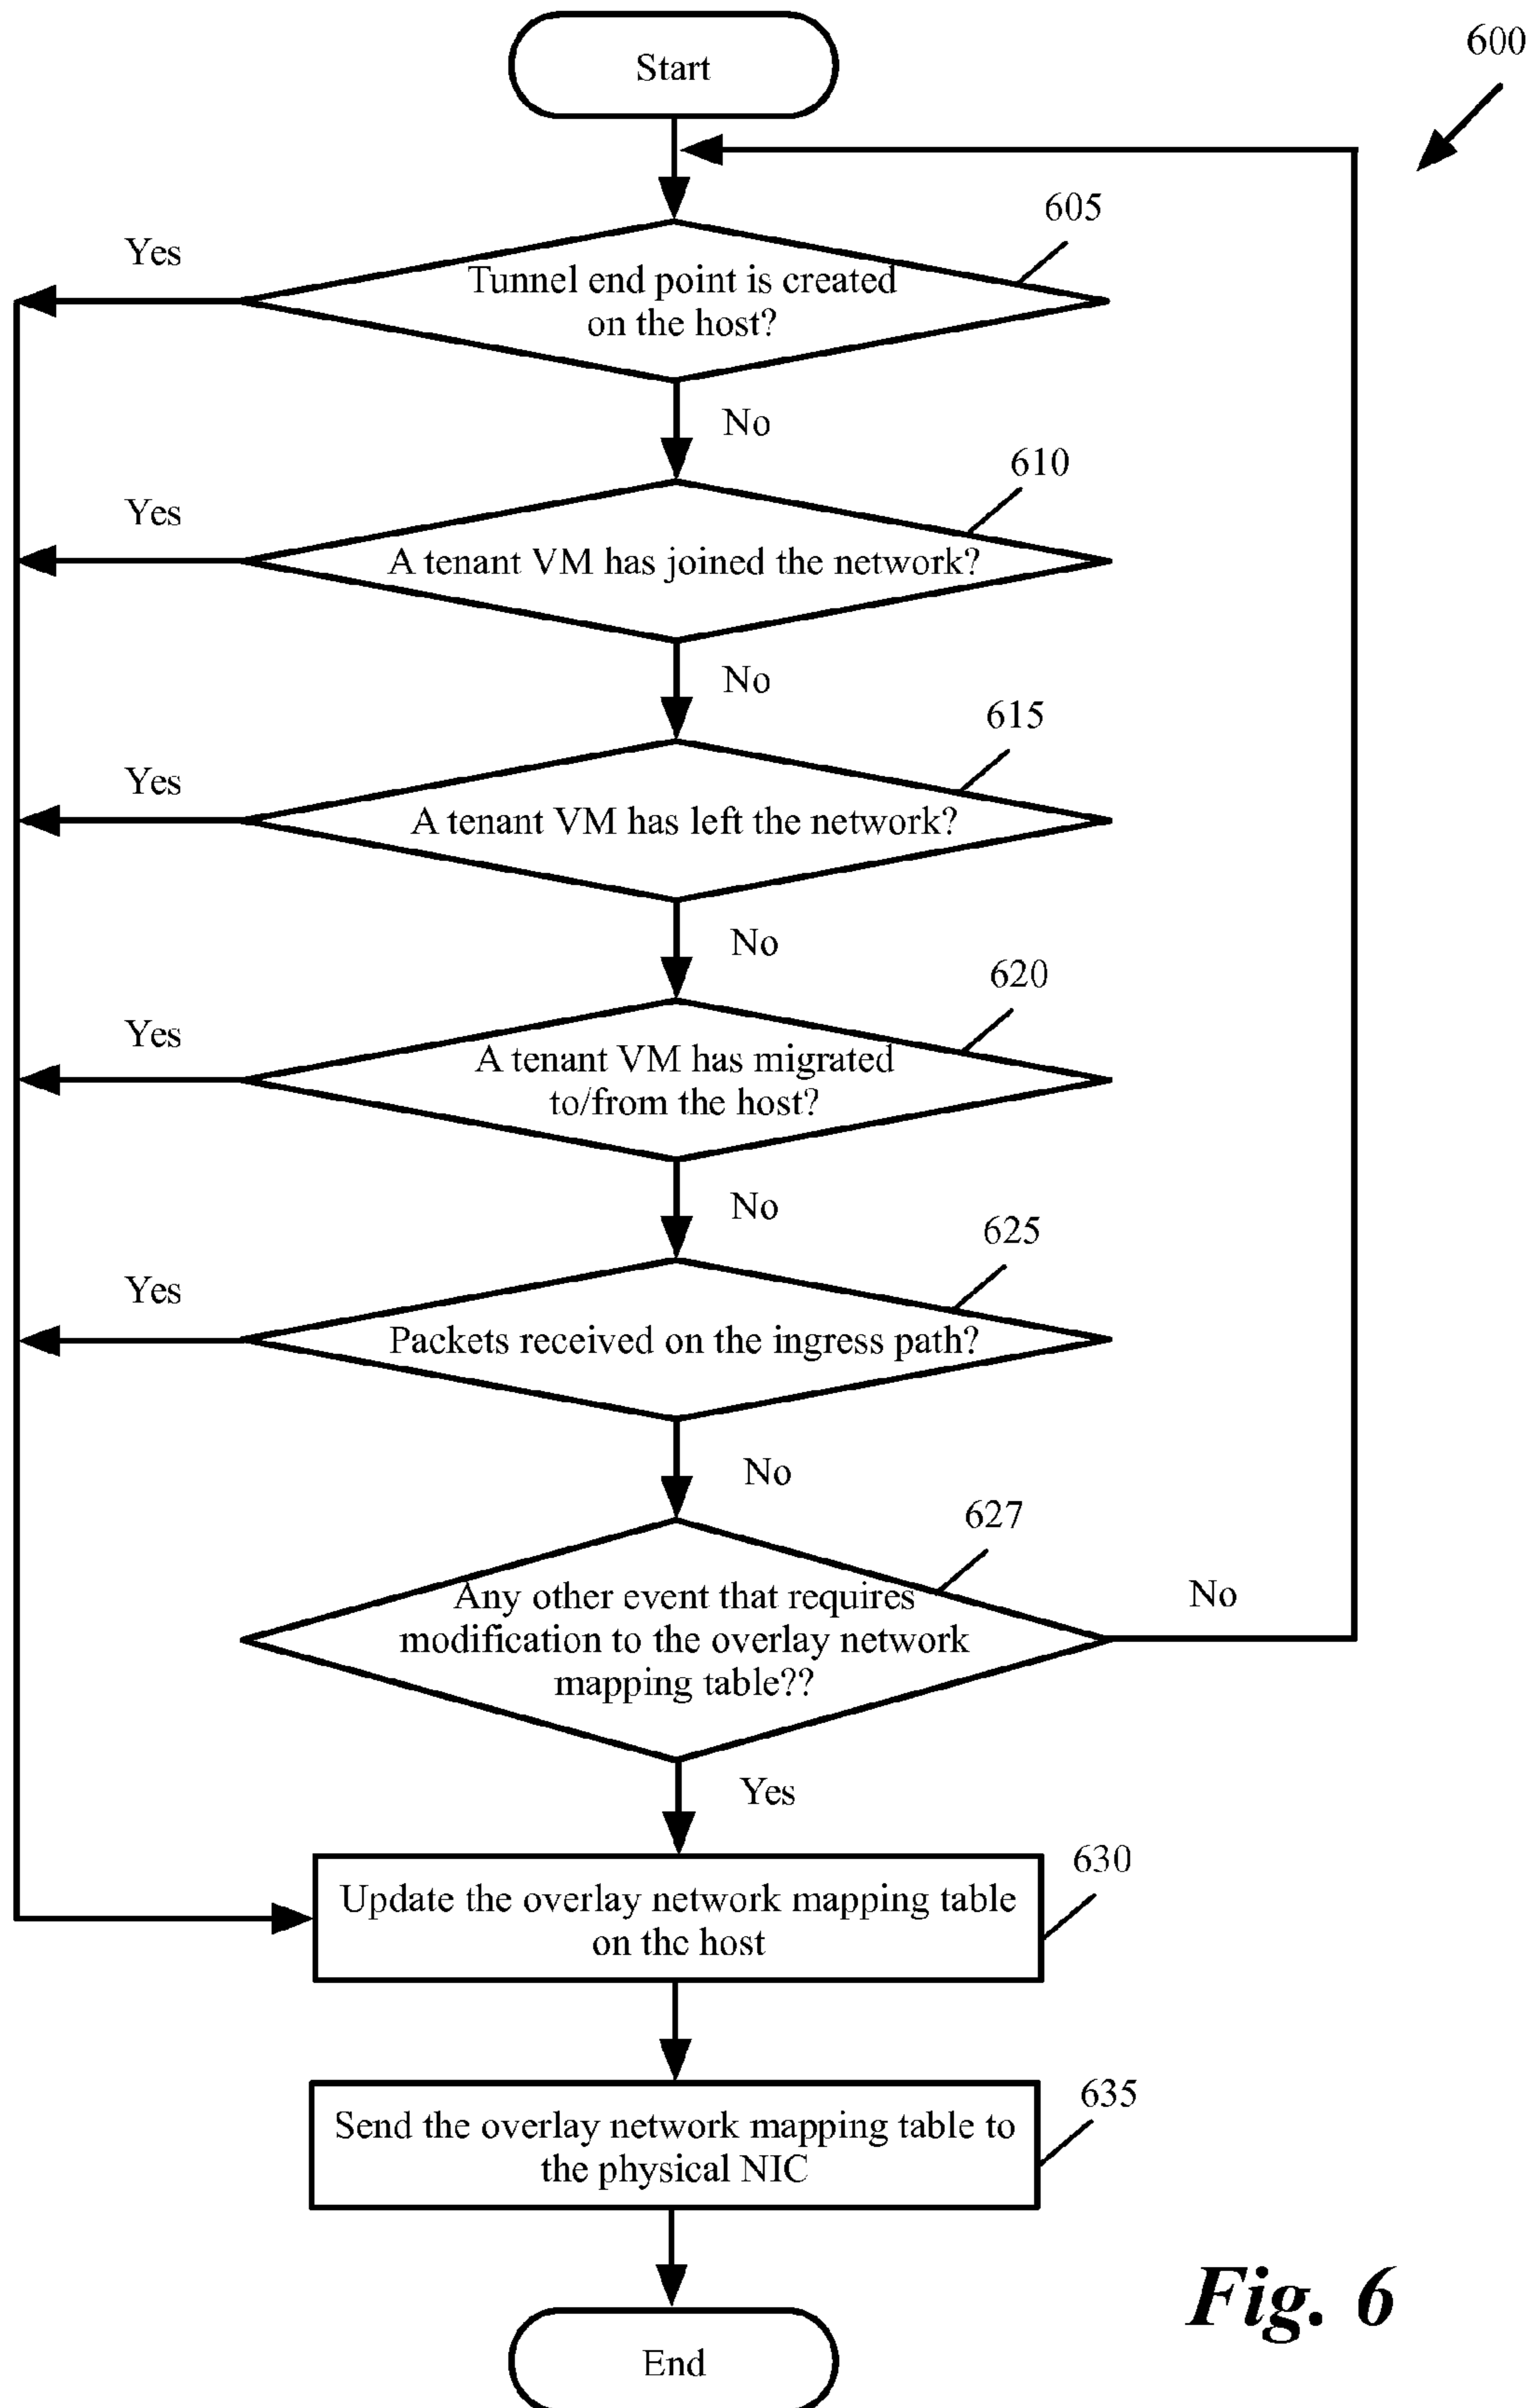 Start
600
605
Yes
Tunnel end point is created
on the host?
No
610
Yes
A tenant VM has joined the network?
No
615
Yes
A tenant VM has left the network?
No
620
Yes
A tenant VM has migrated
to/from the host?
No
625
Yes
Packets received on the ingress path?
No
627
Any other event that requires
modification to the overlay network
mapping table??
No
Yes
630
Update the overlay network mapping table
on the host
635
Send the overlay network mapping table to
the physical NIC
Fig. 6
End